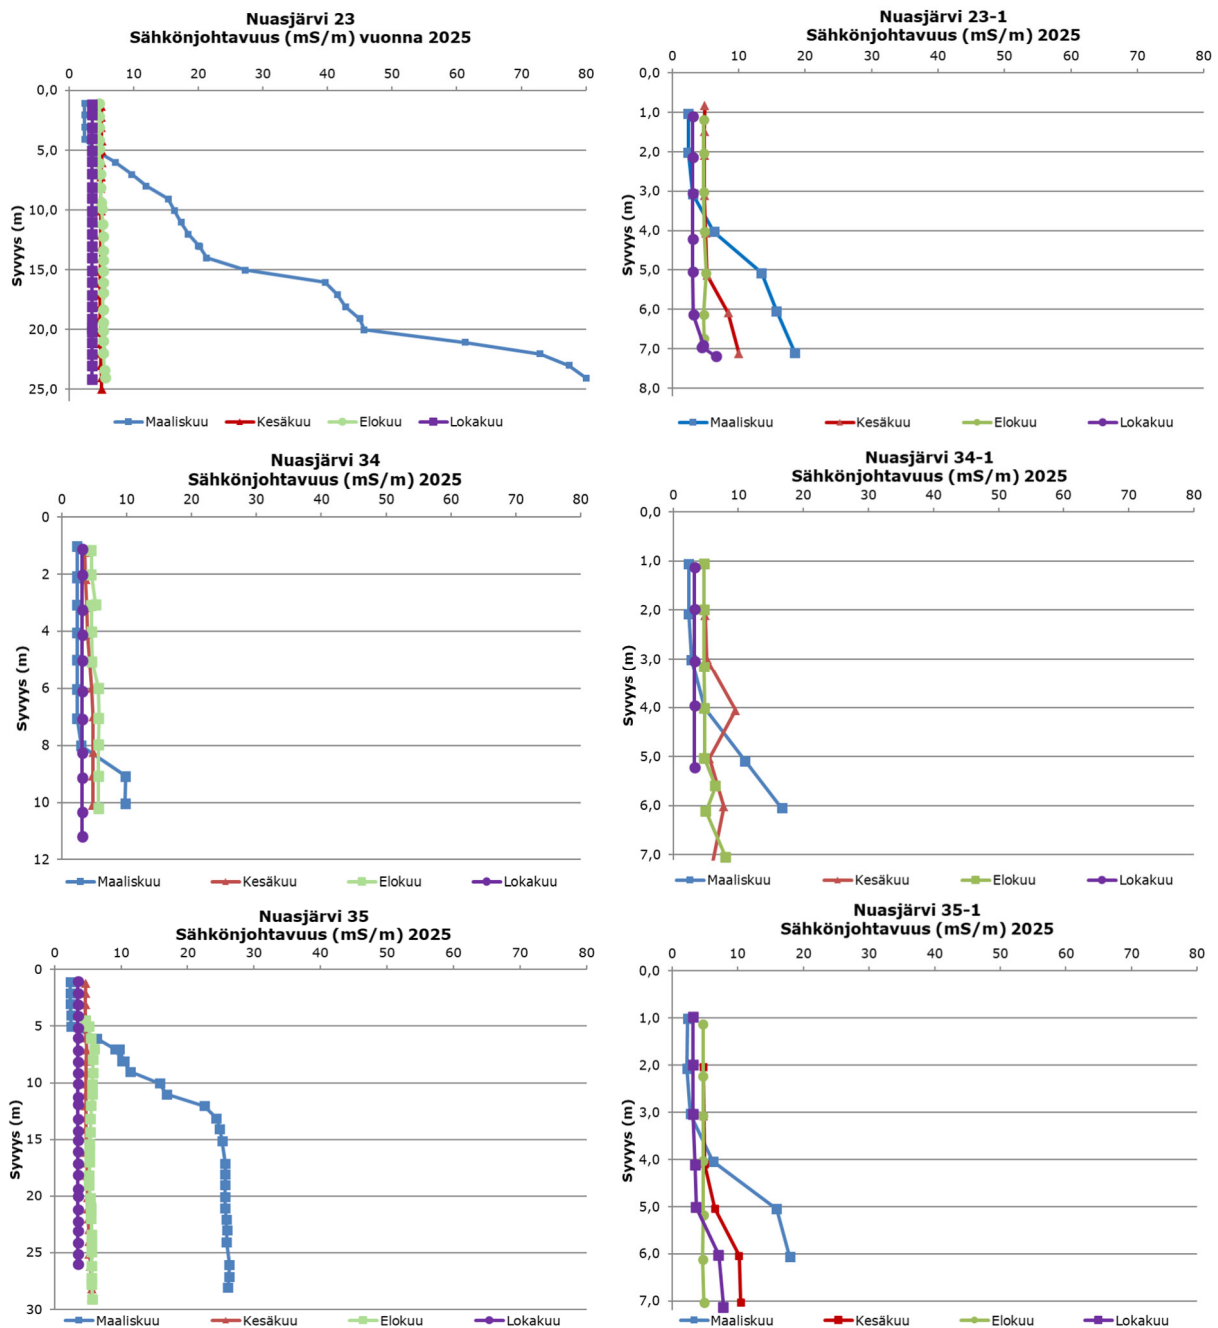 Nuasjärvi 23
Sähkönjohtavuus (mS/m) vuonna 2025
0 10 20 30 40 50 60 70 80
0,0
5,0
10,0
15,0
20,0
25,0
Syvyys (m)
Maaliskuu Kesäkuu Elokuu Lokakuu
Nuasjärvi 23-1
Sähkönjohtavuus (mS/m) 2025
0 10 20 30 40 50 60 70 80
0,0
1,0
2,0
3,0
4,0
5,0
6,0
7,0
8,0
Syvyys (m)
Maaliskuu Kesäkuu Elokuu Lokakuu
Nuasjärvi 34
Sähkönjohtavuus (mS/m) 2025
0 10 20 30 40 50 60 70 80
0
2
4
6
8
10
12
Syvyys (m)
Maaliskuu Kesäkuu Elokuu Lokakuu
Nuasjärvi 34-1
Sähkönjohtavuus (mS/m) 2025
0 10 20 30 40 50 60 70 80
0,0
1,0
2,0
3,0
4,0
5,0
6,0
7,0
Syvyys (m)
Maaliskuu Kesäkuu Elokuu Lokakuu
Nuasjärvi 35
Sähkönjohtavuus (mS/m) 2025
0 10 20 30 40 50 60 70 80
0
5
10
15
20
25
30
Syvyys (m)
Maaliskuu Kesäkuu Elokuu Lokakuu
Nuasjärvi 35-1
Sähkönjohtavuus (mS/m) 2025
0 10 20 30 40 50 60 70 80
0,0
1,0
2,0
3,0
4,0
5,0
6,0
7,0
Syvyys (m)
Maaliskuu Kesäkuu Elokuu Lokakuu